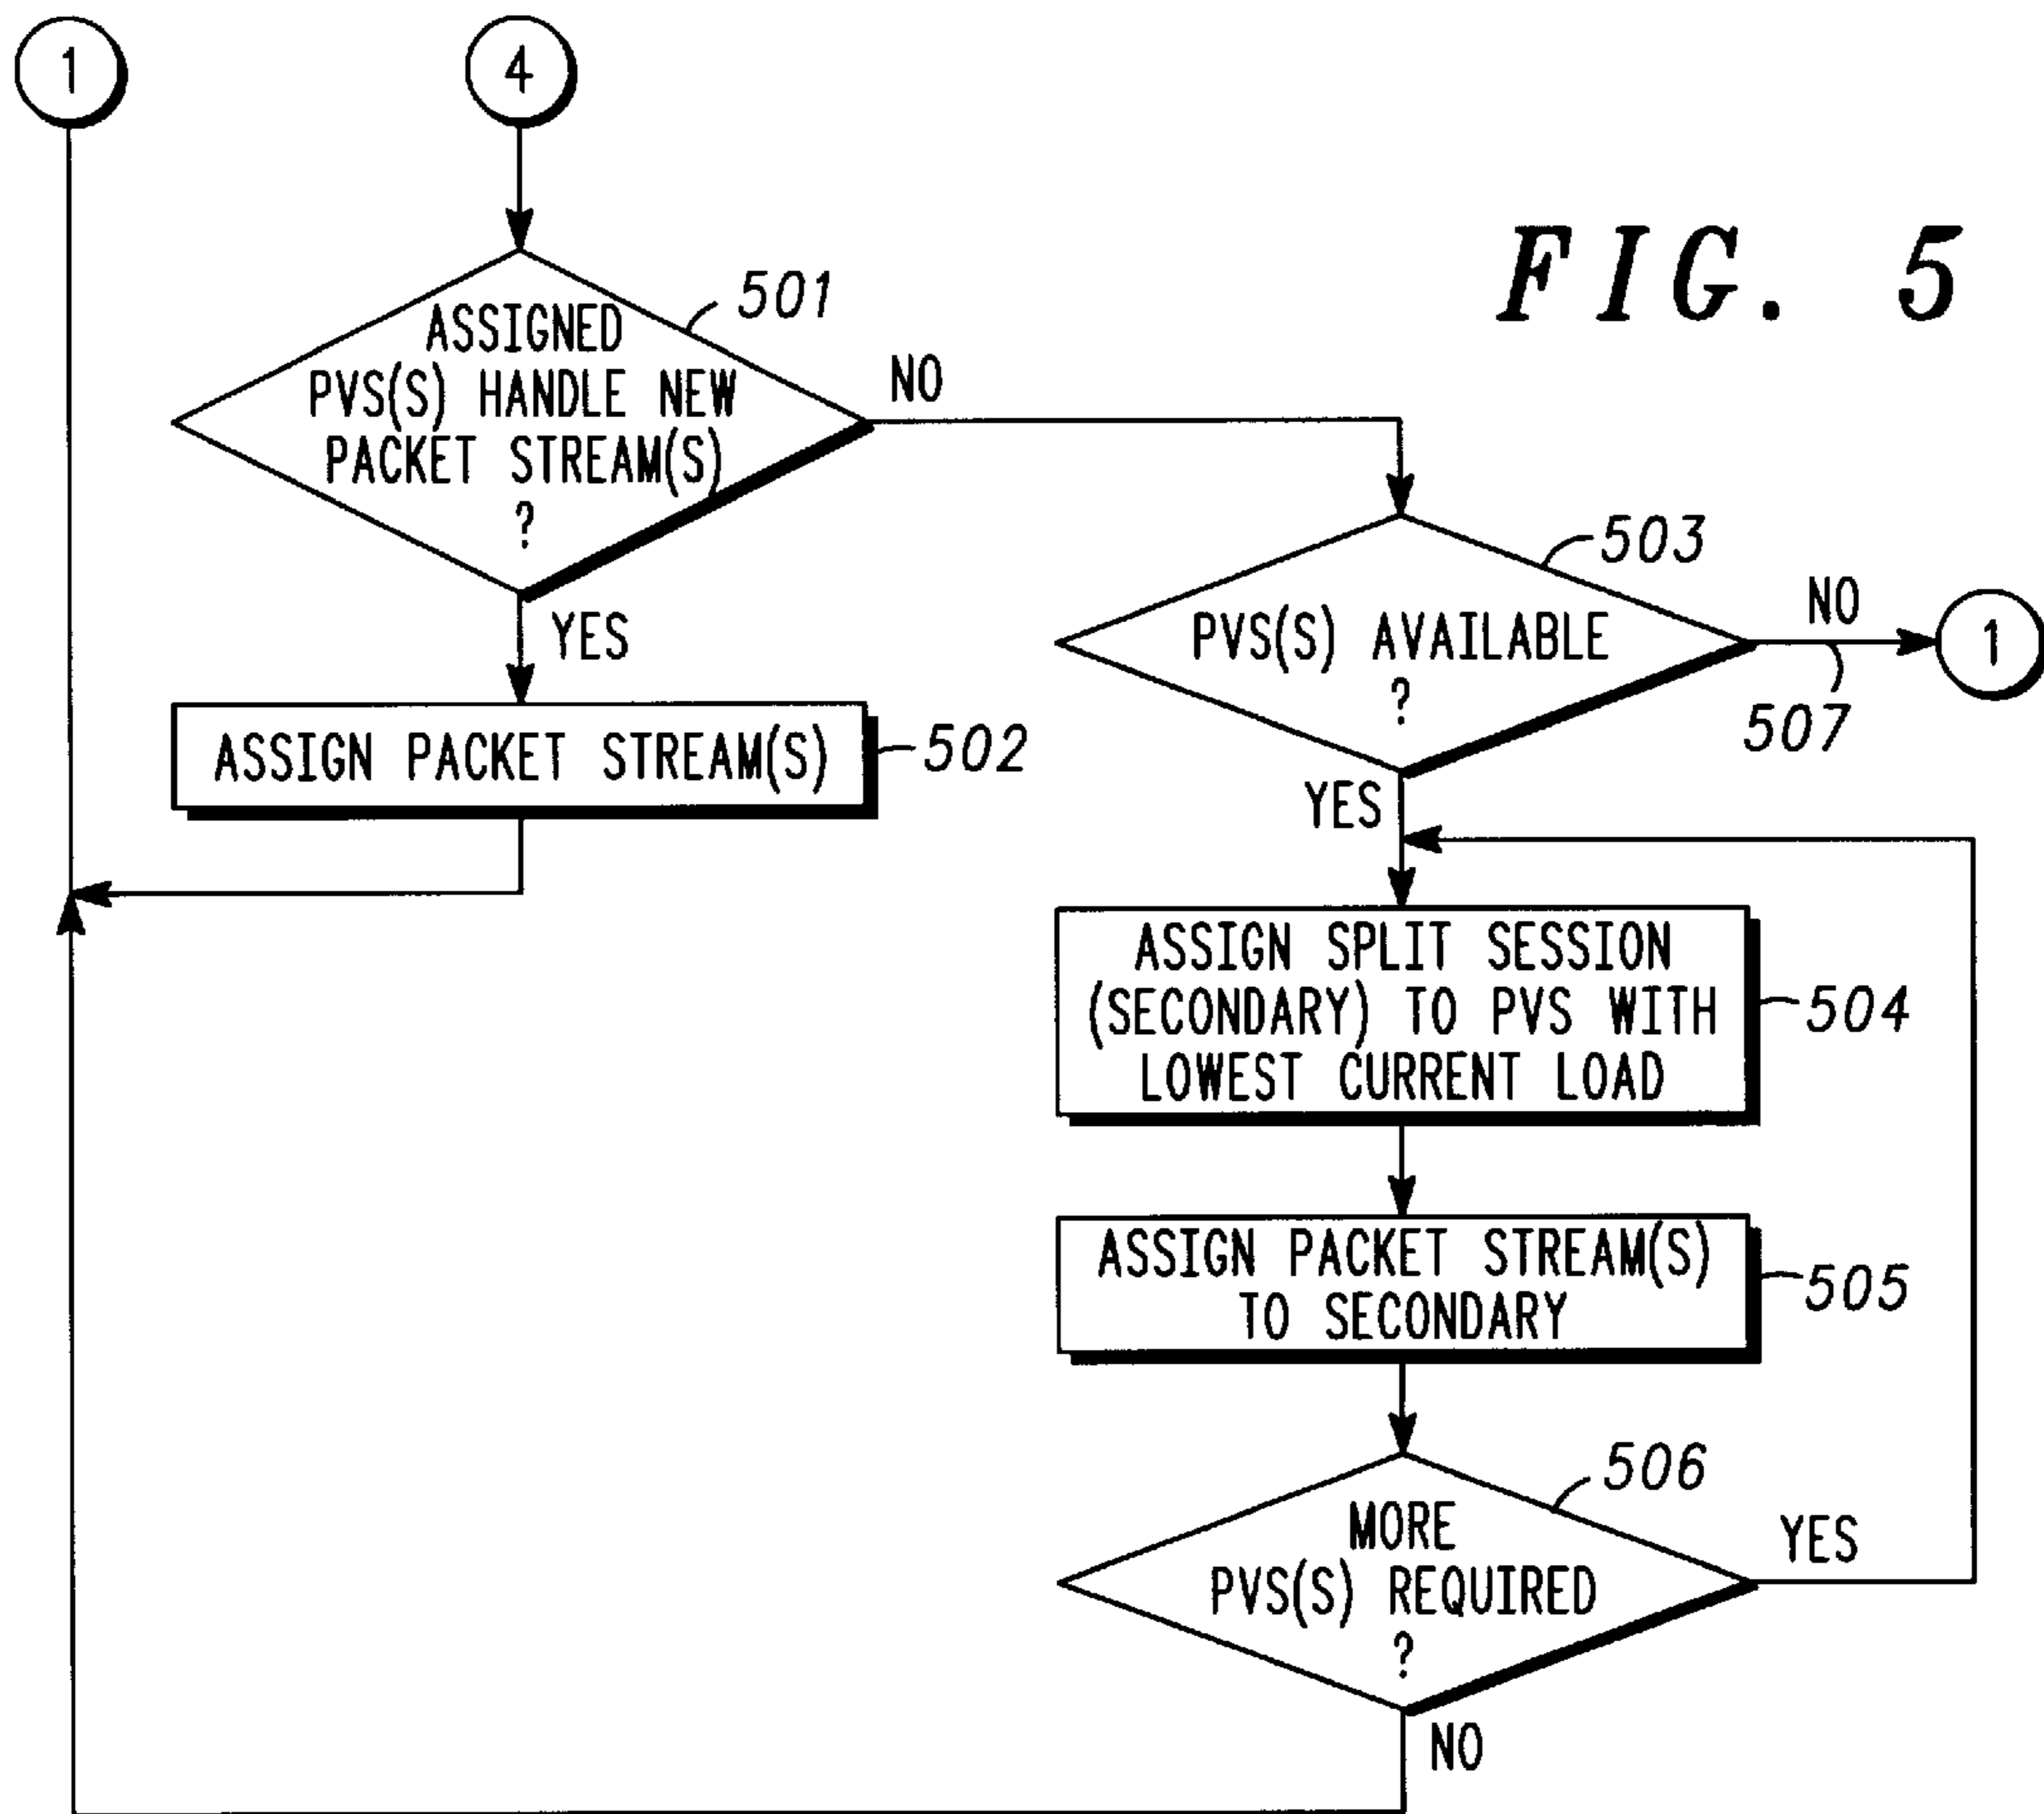 1
4
FIG. 5
501
ASSIGNED
PVS(S) HANDLE NEW
PACKET STREAM(S)
?
NO
YES
503
PVS(S) AVAILABLE
?
NO
1
507
ASSIGN PACKET STREAM(S)
502
YES
ASSIGN SPLIT SESSION
(SECONDARY) TO PVS WITH
LOWEST CURRENT LOAD
504
ASSIGN PACKET STREAM(S)
TO SECONDARY
505
506
MORE
PVS(S) REQUIRED
?
YES
NO